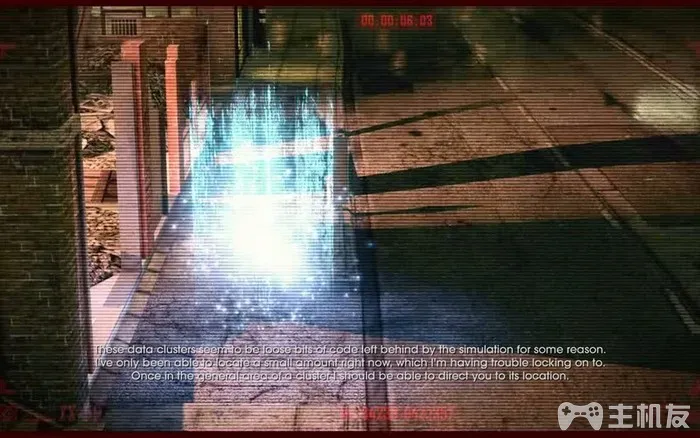 00:00:06.03
These data clusters seem to be loose bits of code left behind by the simulation for some reason.
I've only been able to locate a small amount right now, which I'm having trouble locking on to.
Once in the general area of a cluster I should be able to direct you to its location.
主机友